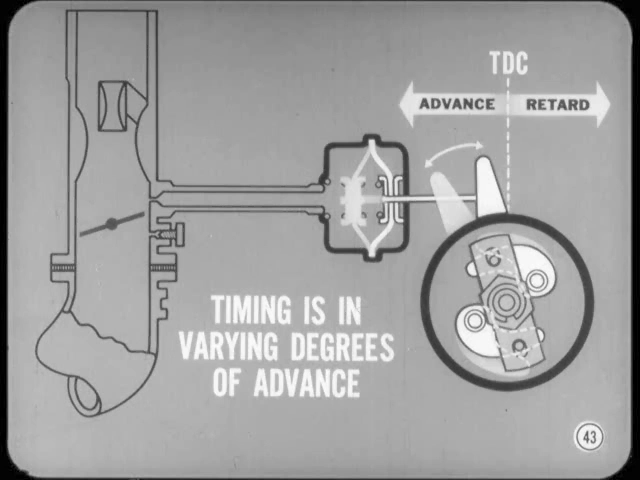 TDC
ADVANCE RETARD
TIMING IS IN
VARYING DEGREES
OF ADVANCE
43